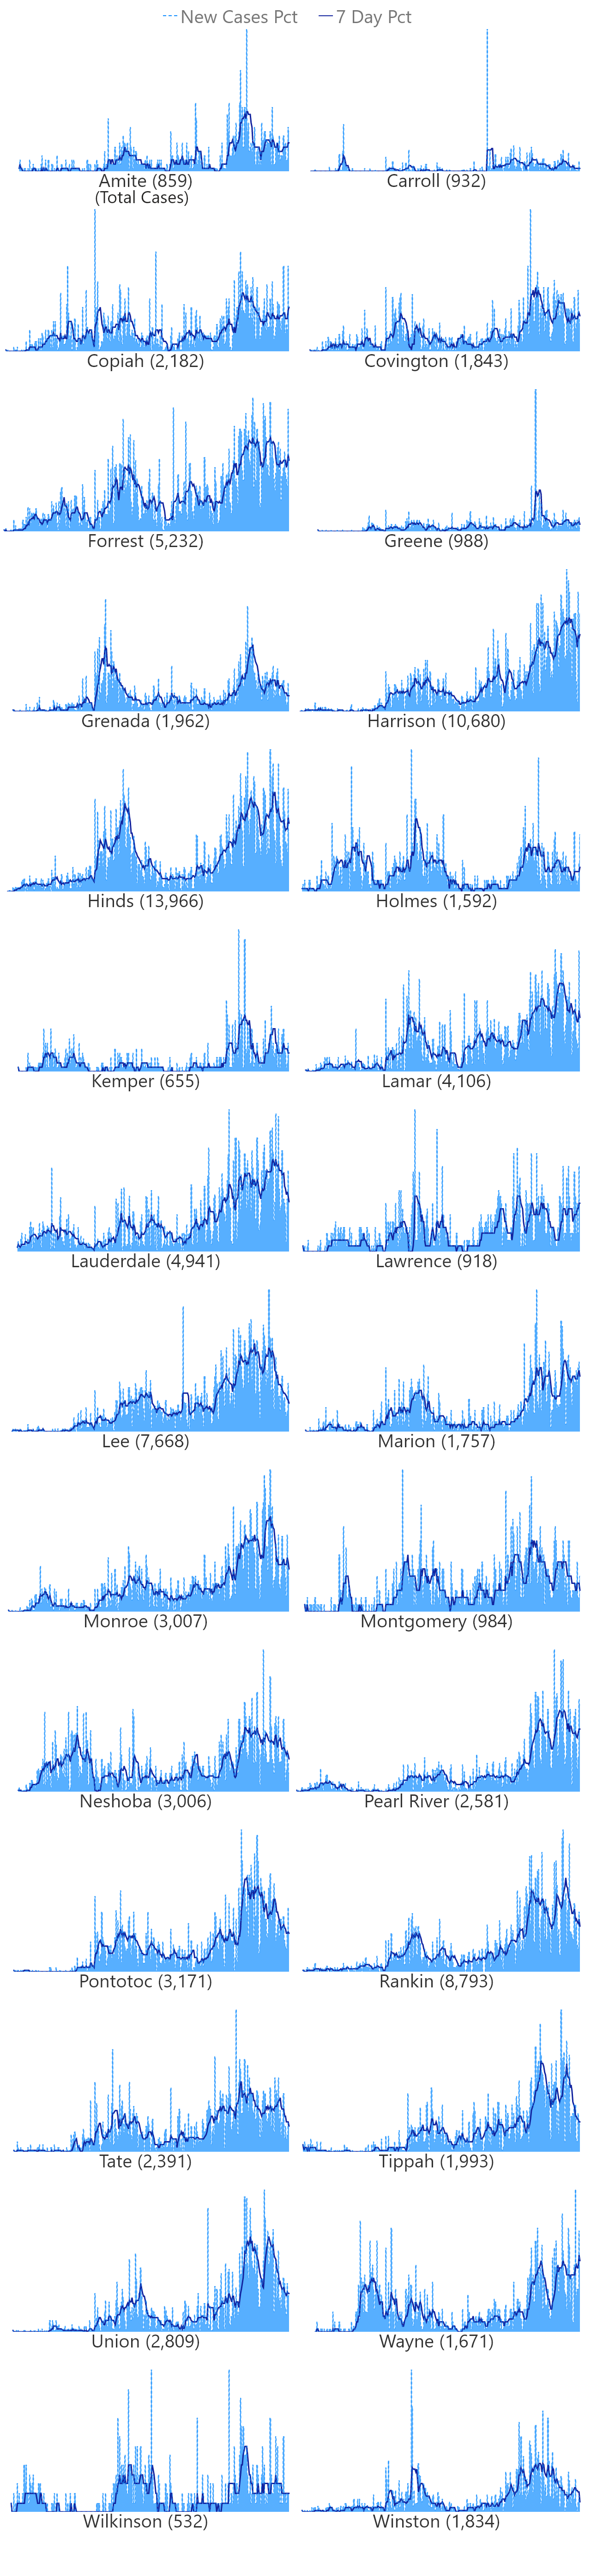 New Cases Pct 7 Day Pct
Amite (859) Carroll (932)
(Total Cases)
Copiah (2,182) Covington (1,843)
Forrest (5,232) Greene (988)
Grenada (1,962) Harrison (10,680)
Hinds (13,966) Holmes (1,592)
Kemper (655) Lamar (4,106)
Lauderdale (4,941) Lawrence (918)
Lee (7,668) Marion (1,757)
Monroe (3,007) Montgomery (984)
Neshoba (3,006) Pearl River (2,581)
Pontotoc (3,171) Rankin (8,793)
Tate (2,391) Tippah (1,993)
Union (2,809) Wayne (1,671)
Wilkinson (532) Winston (1,834)